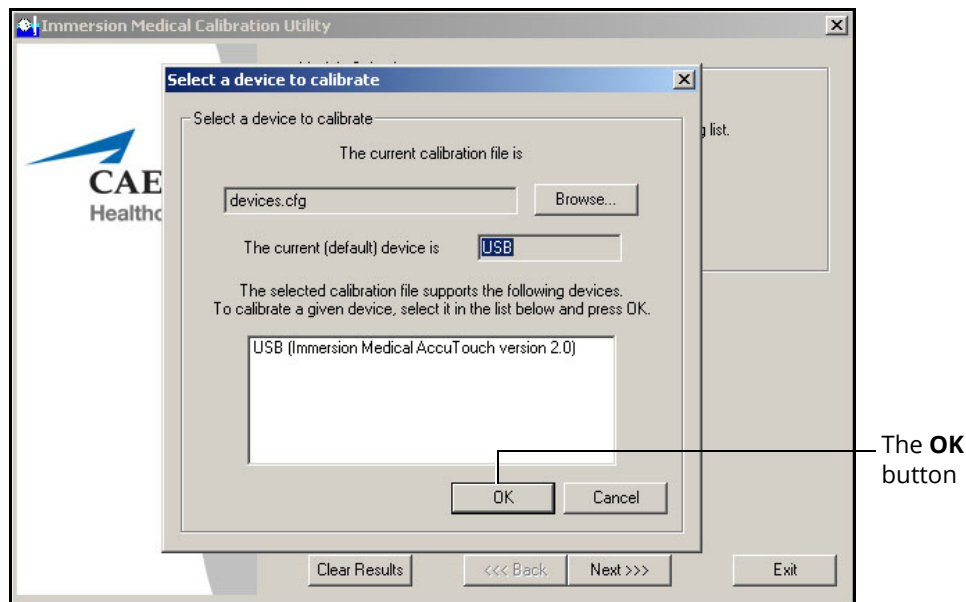 Immersion Medical Calibration Utility
Select a device to calibrate
Select a device to calibrate
g list.
The current calibration file is
CAE
Healthc
devices.cfg
Browse...
The current (default) device is
USB
The selected calibration file supports the following devices.
To calibrate a given device, select it in the list below and press OK.
USB (Immersion Medical AccuTouch version 2.0)
The OK
button
OK
Cancel
Clear Results
<<< Back
Next >>>
Exit